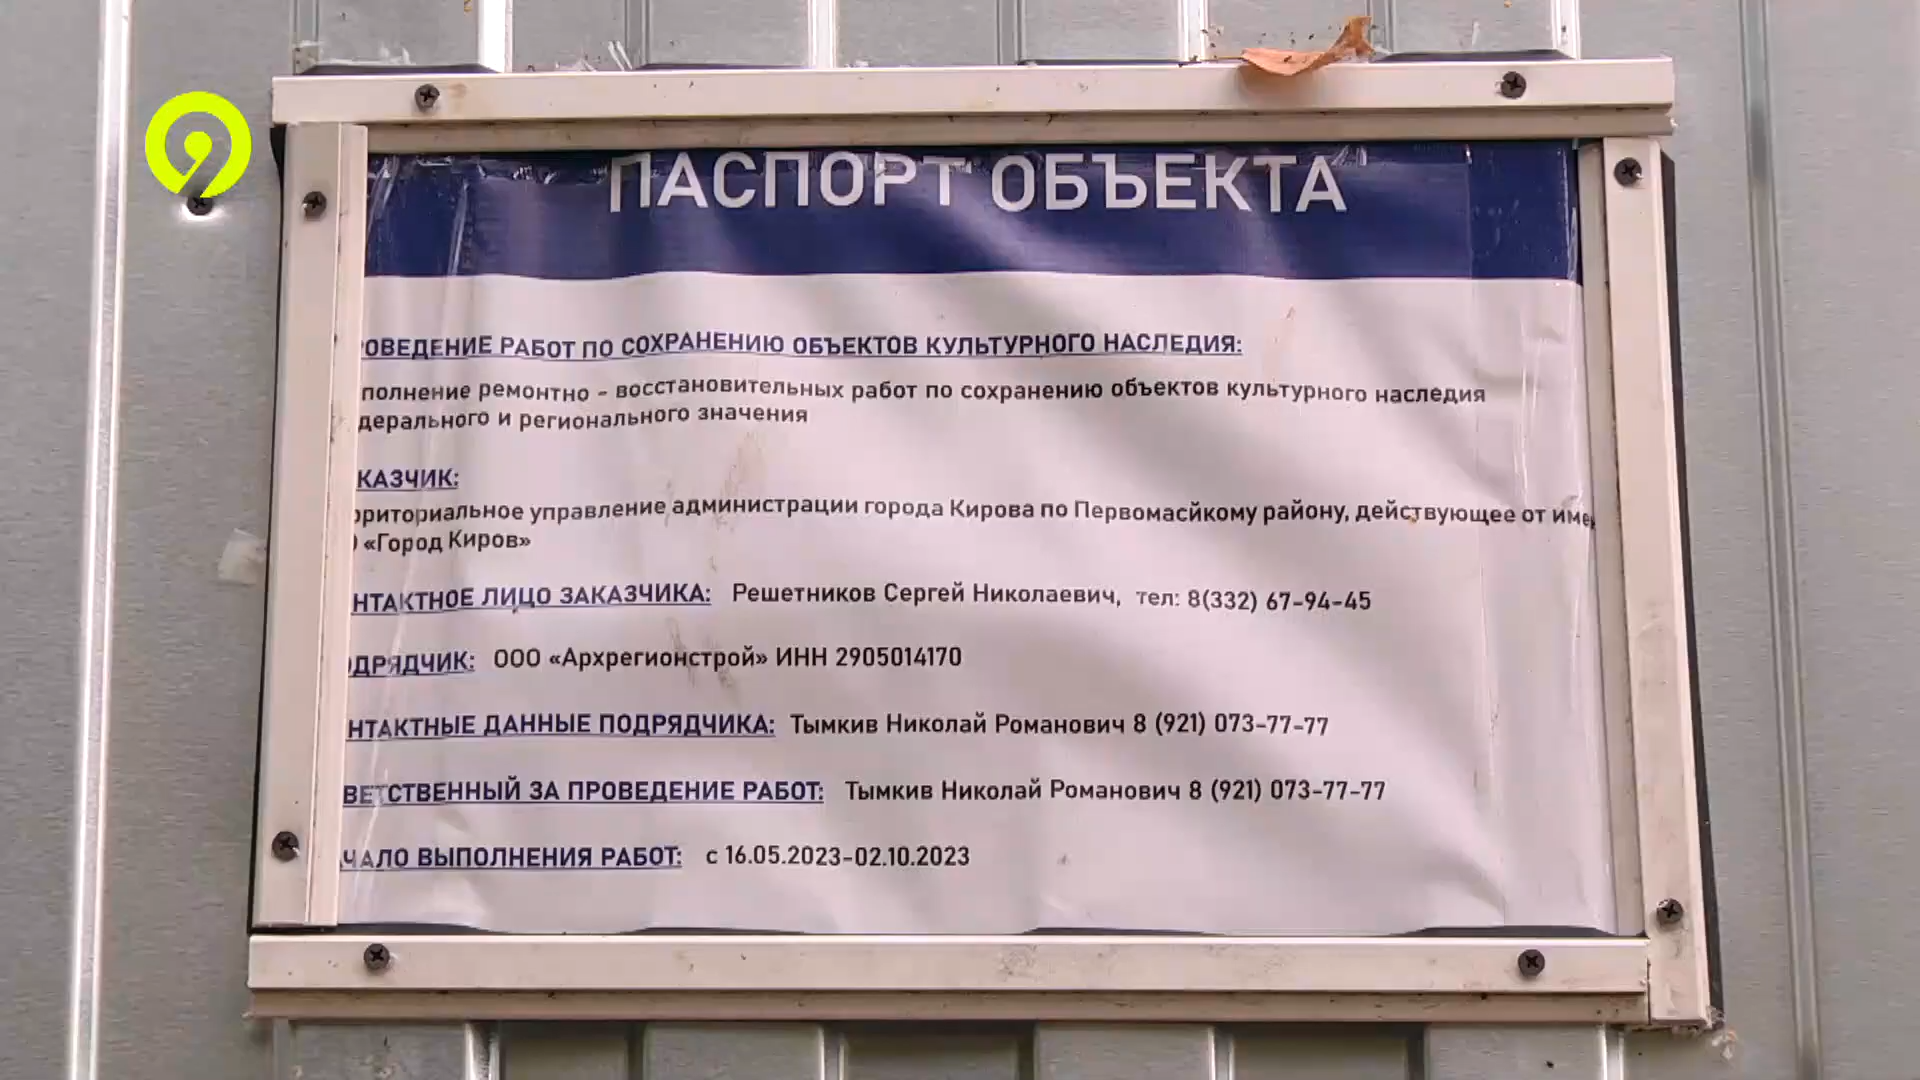 ПАСПОРТ ОБЪЕКТА
ОВЕДЕНИЕ РАБОТ ПО СОХРАНЕНИЮ ОБЪЕКТОВ КУЛЬТУРНОГО НАСЛЕДИЯ:
полнение ремонтно - восстановительных работ по сохранению объектов культурного наследия
дерального и регионального значения
КАЗЧИК:
рриториальное управление администрации города Кирова по Первомасйкому району, действующее от име
О «Город Киров»
НТАКТНОЕ ЛИЦО ЗАКАЗЧИКА: Решетников Сергей Николаевич, тел: 8(332) 67-94-45
ОДРЯДЧИК: ООО «Архрегионстрой» ИНН 2905014170
НТАКТНЫЕ ДАННЫЕ ПОДРЯДЧИКА: Тымкив Николай Романович 8 (921) 073-77-77
ВЕТСТВЕННЫЙ ЗА ПРОВЕДЕНИЕ РАБОТ: Тымкив Николай Романович 8 (921) 073-77-77
ЧАЛО ВЫПОЛНЕНИЯ РАБОТ: с 16.05.2023-02.10.2023